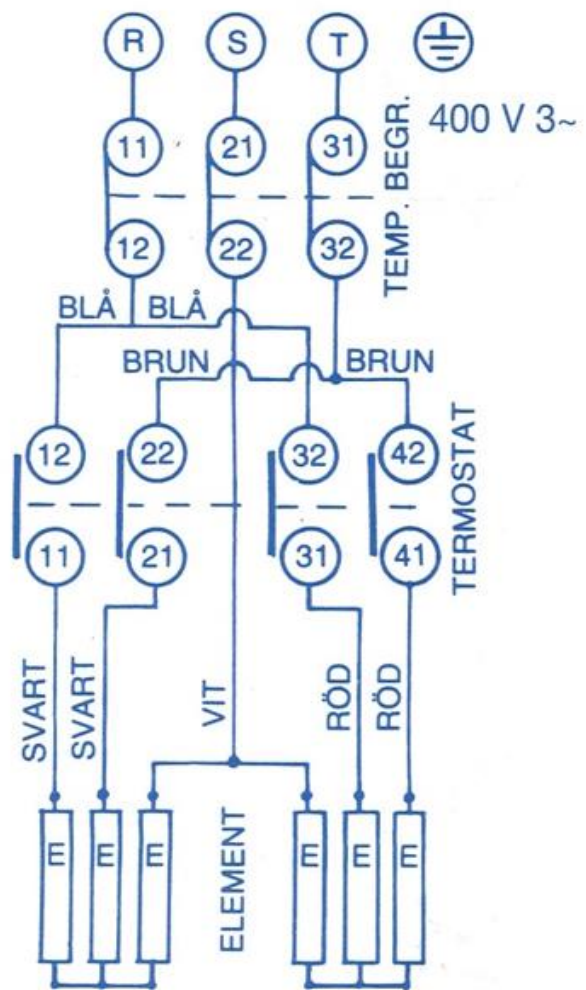 R S T
400 V 3~
11 21 31
TEMP. BEGR.
12 22 32
BLÅ BLÅ
BRUN BRUN
12 22 32 42
TERMOSTAT
11 21 31 41
SVART SVART VIT RÖD RÖD
ELEMENT
E E E E E E